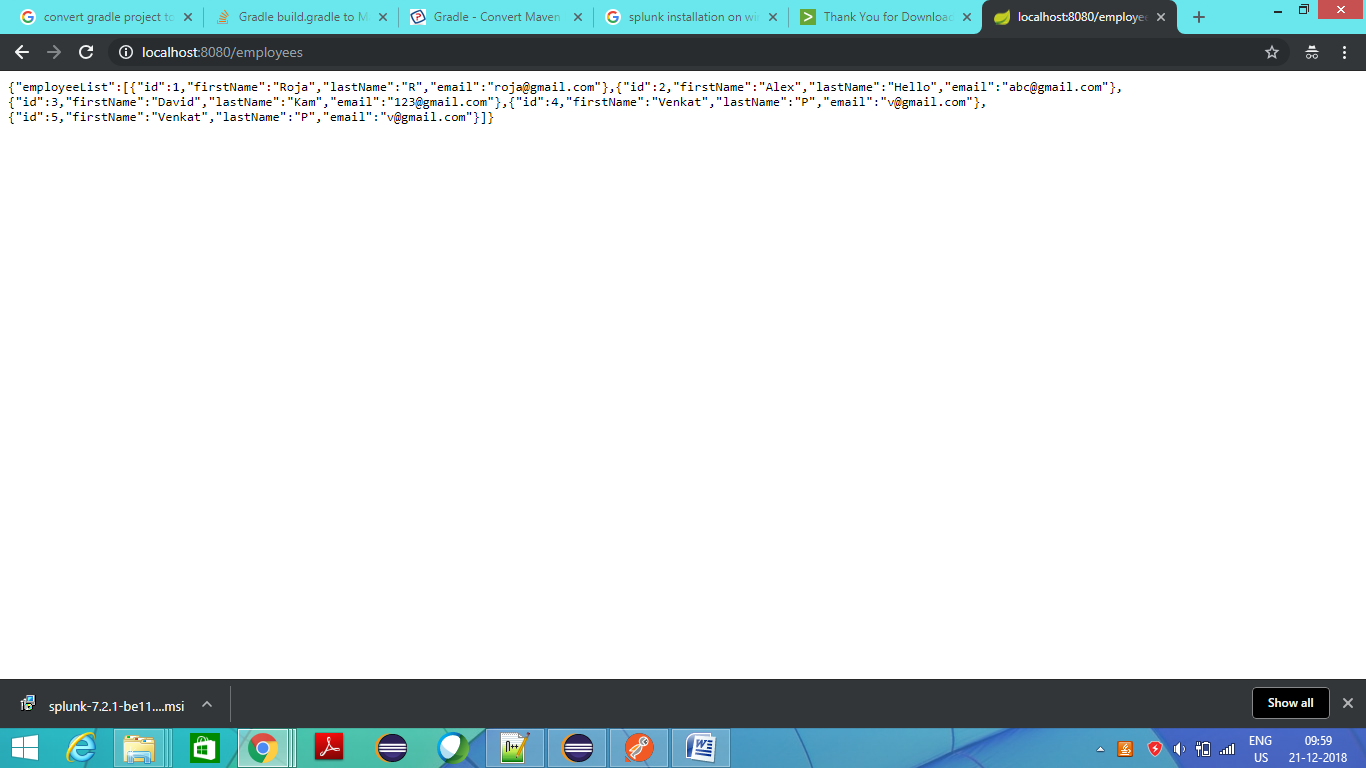 convert gradle project to
Gradle build.gradle to M
Gradle - Convert Maven
splunk installation on wi
Thank You for Download
localhost:8080/employee
localhost:8080/employees
{"employeeList":[{"id":1,"firstName":"Roja","lastName":"R","email":"roja@gmail.com"},{"id":2,"firstName":"Alex","lastName":"Hello","email":"abc@gmail.com"},
{"id":3,"firstName":"David","lastName":"Kam","email":"123@gmail.com"},{"id":4,"firstName":"Venkat","lastName":"P","email":"v@gmail.com"},
{"id":5,"firstName":"Venkat","lastName":"P","email":"v@gmail.com"}]}
splunk-7.2.1-be11....msi
Show all
N++
ENG
US
09:59
21-12-2018